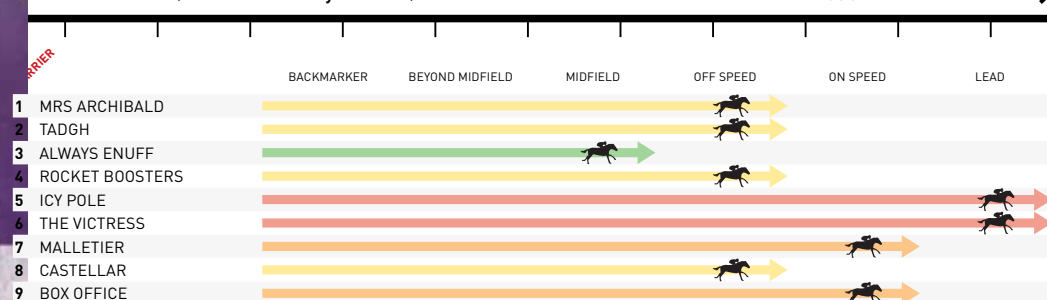 RRIER
BACKMARKER BEYOND MIDFIELD MIDFIELD OFF SPEED ON SPEED LEAD
1 MRS ARCHIBALD
2 TADGH
3 ALWAYS ENUFF
4 ROCKET BOOSTERS
5 ICY POLE
6 THE VICTRESS
7 MALLETIER
8 CASTELLAR
9 BOX OFFICE